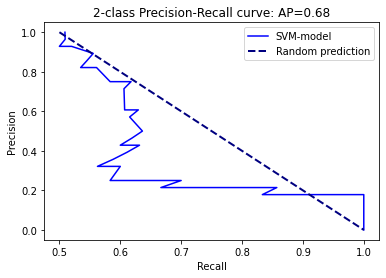 2-class Precision-Recall curve: AP=0.68
SVM-model
Random prediction
Precision
1.0
0.8
0.6
0.4
0.2
0.0
0.5
0.6
0.7
0.8
0.9
1.0
Recall